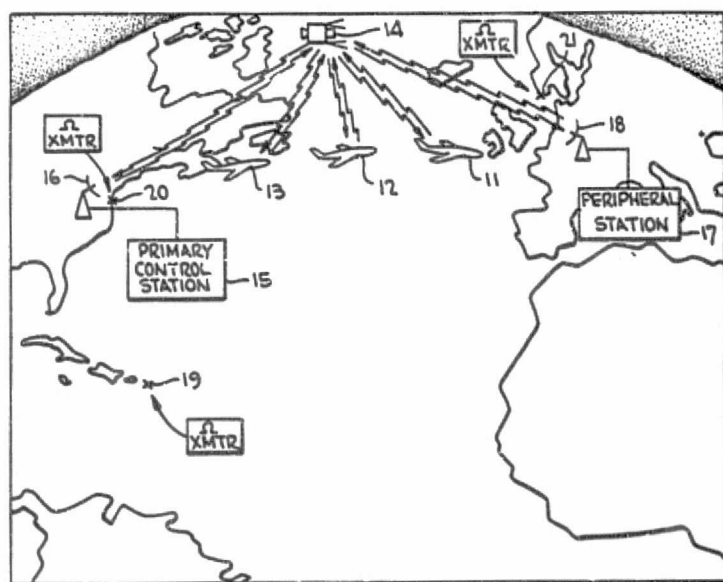 14
Ω
XMTR
21
Ω
XMTR
18
16
13
12
11
20
PERIPHERAL
STATION
17
PRIMARY
CONTROL
STATION
15
19
Ω
XMTR